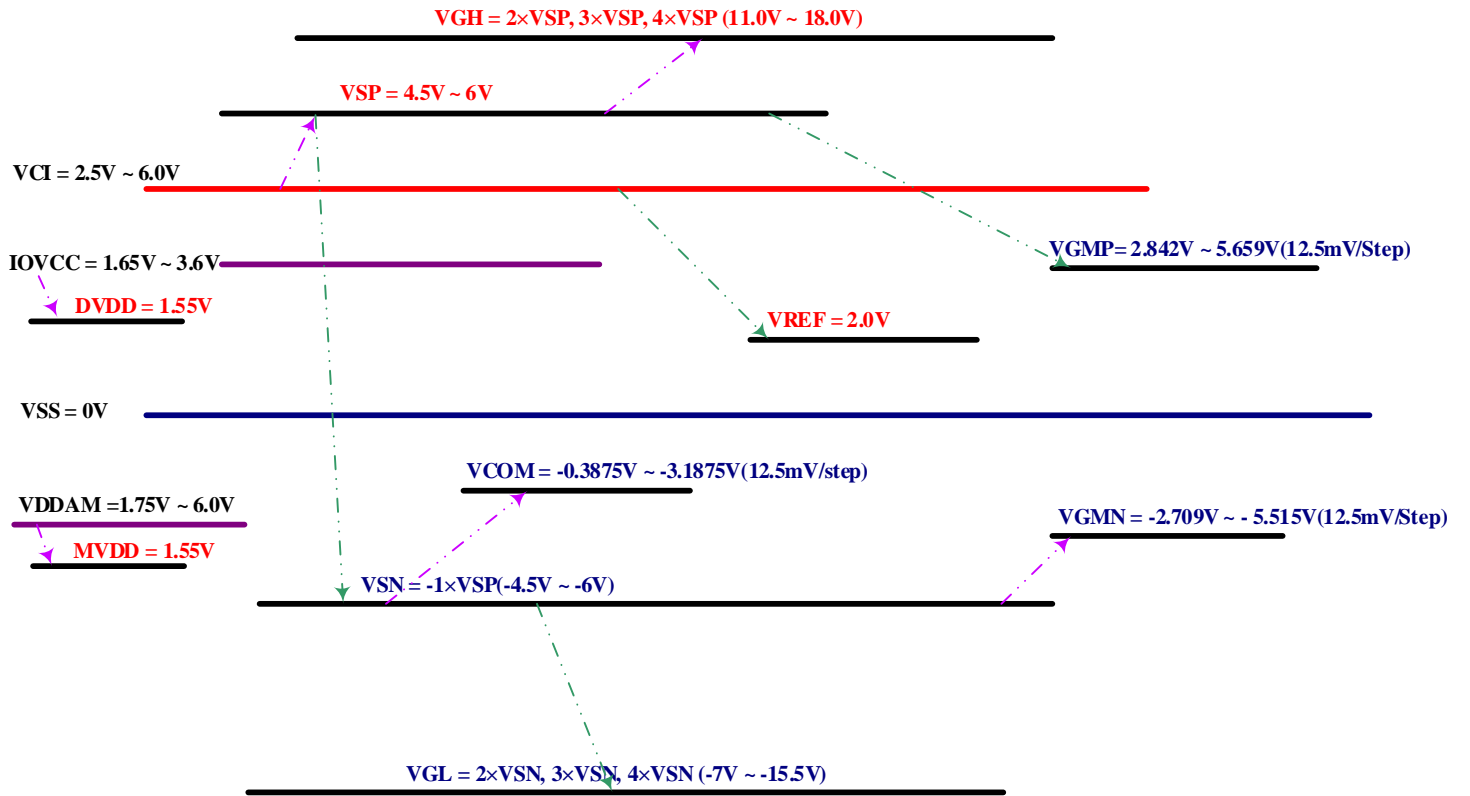 VGH = 2×VSP, 3×VSP, 4×VSP (11.0V ~ 18.0V)
VSP = 4.5V ~ 6V
VCI = 2.5V ~ 6.0V
VGMP= 2.842V ~ 5.659V(12.5mV/Step)
IOVCC = 1.65V ~ 3.6V
DVDD = 1.55V
VREF = 2.0V
VSS = 0V
VCOM = -0.3875V ~ -3.1875V(12.5mV/step)
VDDAM =1.75V ~ 6.0V
VGMN = -2.709V ~ - 5.515V(12.5mV/Step)
MVDD = 1.55V
VSN = -1×VSP(-4.5V ~ -6V)
VGL = 2×VSN, 3×VSN, 4×VSN (-7V ~ -15.5V)